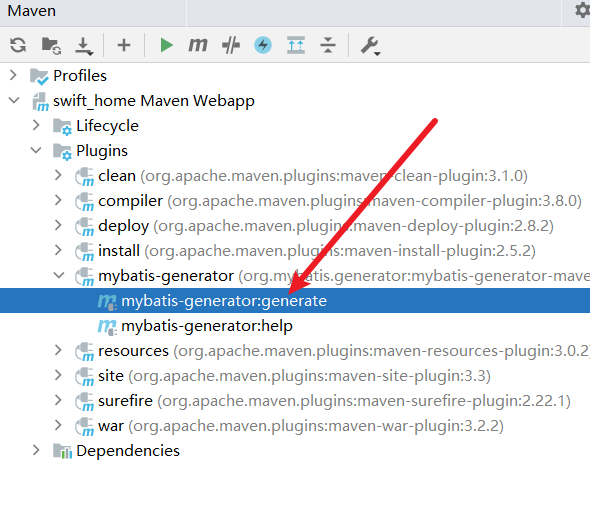 Maven
Profiles
swift_home Maven Webapp
Lifecycle
Plugins
clean (org.apache.maven.plugins:maven-clean-plugin:3.1.0)
compiler (org.apache.maven.plugins:maven-compiler-plugin:3.8.0)
deploy (org.apache.maven.plugins:maven-deploy-plugin:2.8.2)
install (org.apache.maven.plugins:maven-install-plugin:2.5.2)
mybatis-generator (org.mybatis.generator:mybatis-generator-mave
mybatis-generator:generate
mybatis-generator:help
resources (org.apache.maven.plugins:maven-resources-plugin:3.0.2)
site (org.apache.maven.plugins:maven-site-plugin:3.3)
surefire (org.apache.maven.plugins:maven-surefire-plugin:2.22.1)
war (org.apache.maven.plugins:maven-war-plugin:3.2.2)
Dependencies